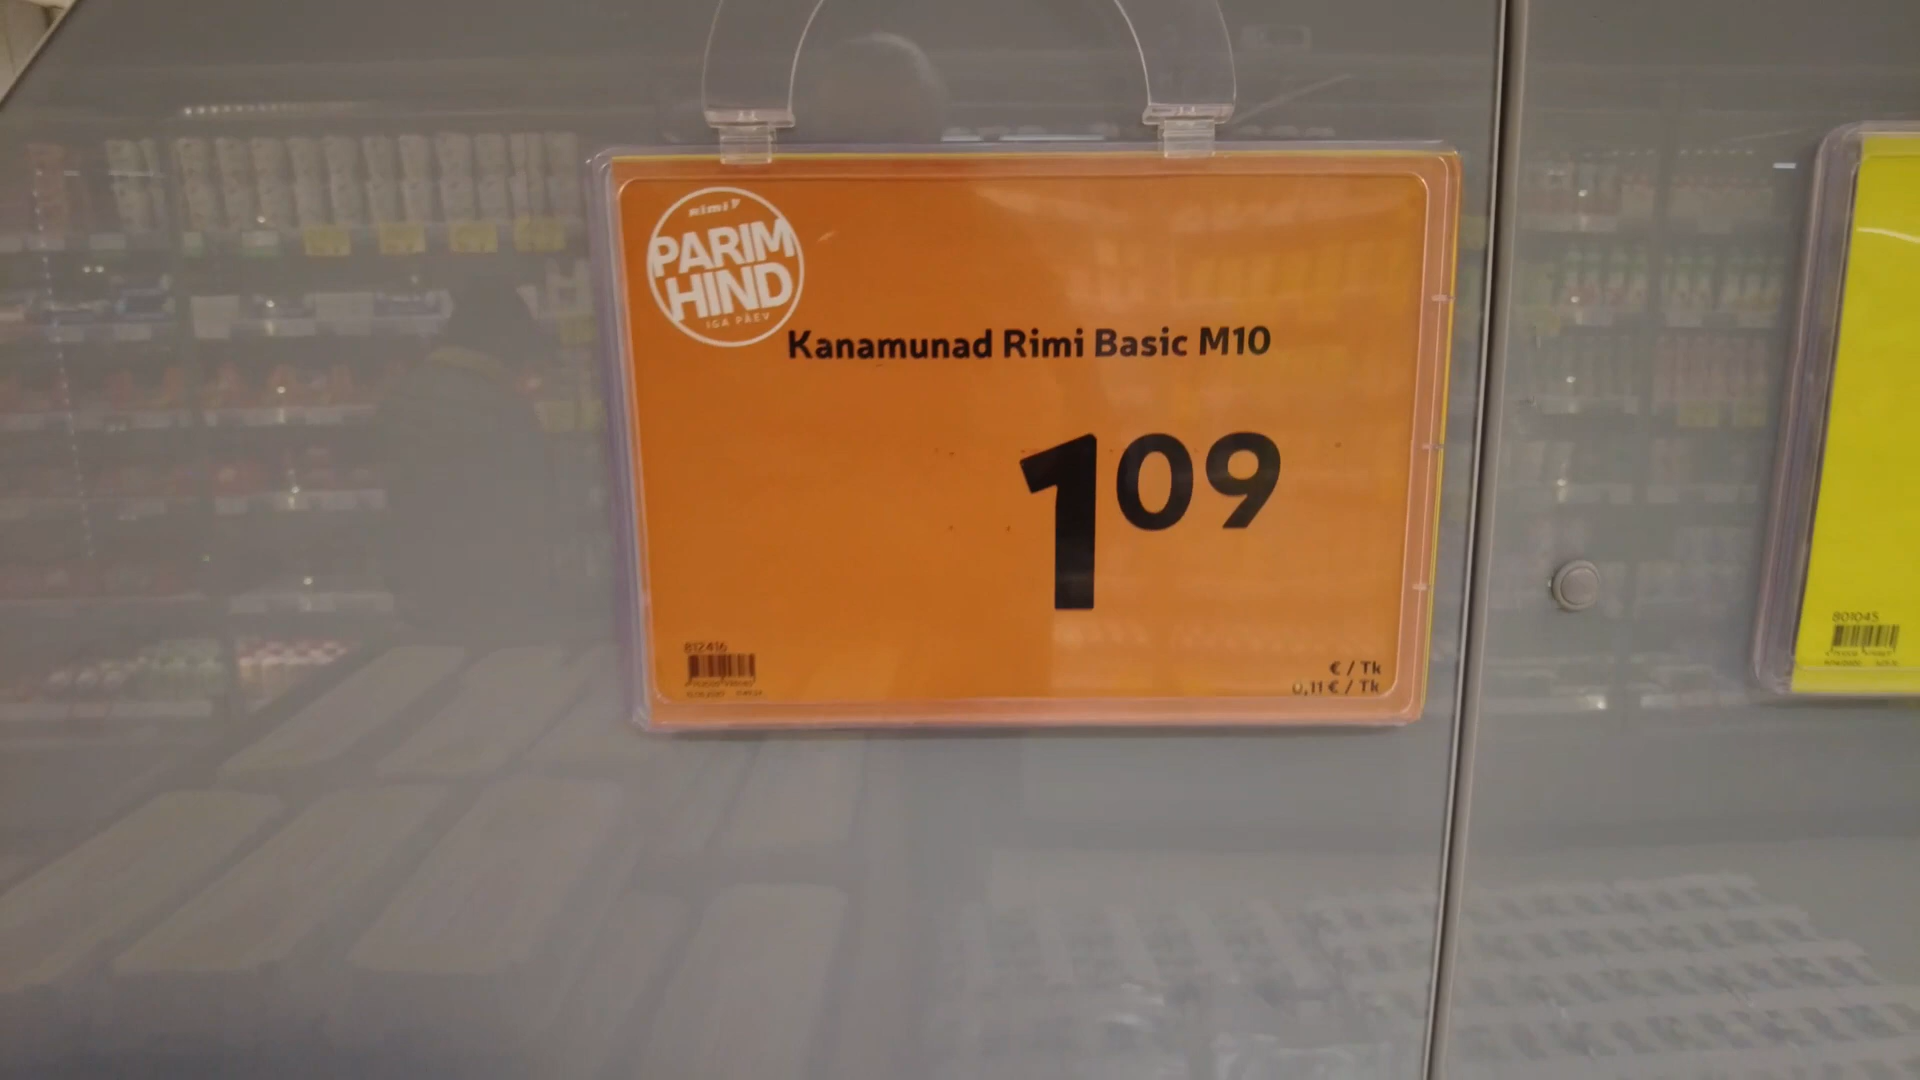 Rimi
PARIM
HIND
IGA PÄEV
Kanamunad Rimi Basic M10
1 09
812416
€ / Tk
0,11 € / Tk
801045